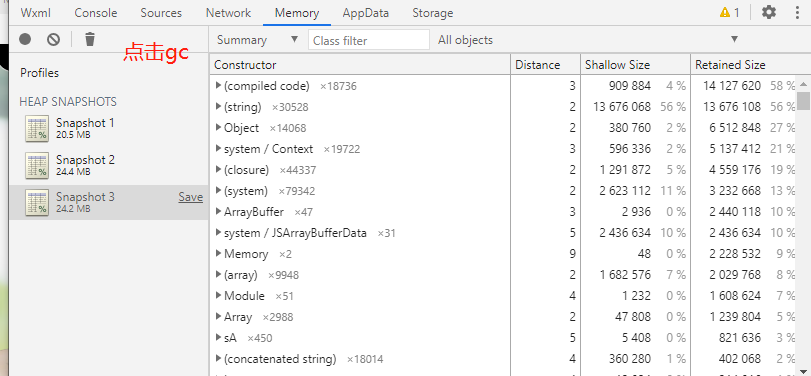 Wxml Console Sources Network Memory AppData Storage 1
点击gc
Summary Class filter All objects
Profiles
HEAP SNAPSHOTS
Snapshot 1
20.5 MB
Snapshot 2
24.4 MB
Snapshot 3 Save
24.2 MB
Constructor Distance Shallow Size Retained Size
(compiled code) ×18736 3 909 884 4 % 14 127 620 58 %
(string) ×30528 2 13 676 068 56 % 13 676 108 56 %
Object ×14068 2 380 760 2 % 6 512 848 27 %
system / Context ×19722 3 596 336 2 % 5 137 412 21 %
(closure) ×44337 2 1 291 872 5 % 4 559 176 19 %
(system) ×79342 2 2 623 112 11 % 3 232 668 13 %
ArrayBuffer ×47 3 2 936 0 % 2 440 118 10 %
system / JSArrayBufferData ×31 5 2 436 634 10 % 2 436 634 10 %
Memory ×2 9 48 0 % 2 228 532 9 %
(array) ×9948 2 1 682 576 7 % 2 029 768 8 %
Module ×51 4 1 232 0 % 1 608 624 7 %
Array ×2988 2 47 808 0 % 1 239 804 5 %
sA ×450 5 5 408 0 % 821 636 3 %
(concatenated string) ×18014 4 360 280 1 % 402 068 2 %